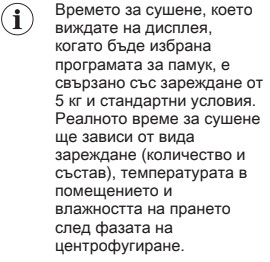 Времето за сушене, което
виждате на дисплея,
когато бъде избрана
програмата за памук, е
свързано със зареждане от
5 кг и стандартни условия.
Реалното време за сушене
ще зависи от вида
зареждане (количество и
състав), температурата в
помещението и
влажността на прането
след фазата на
центрофугиране.